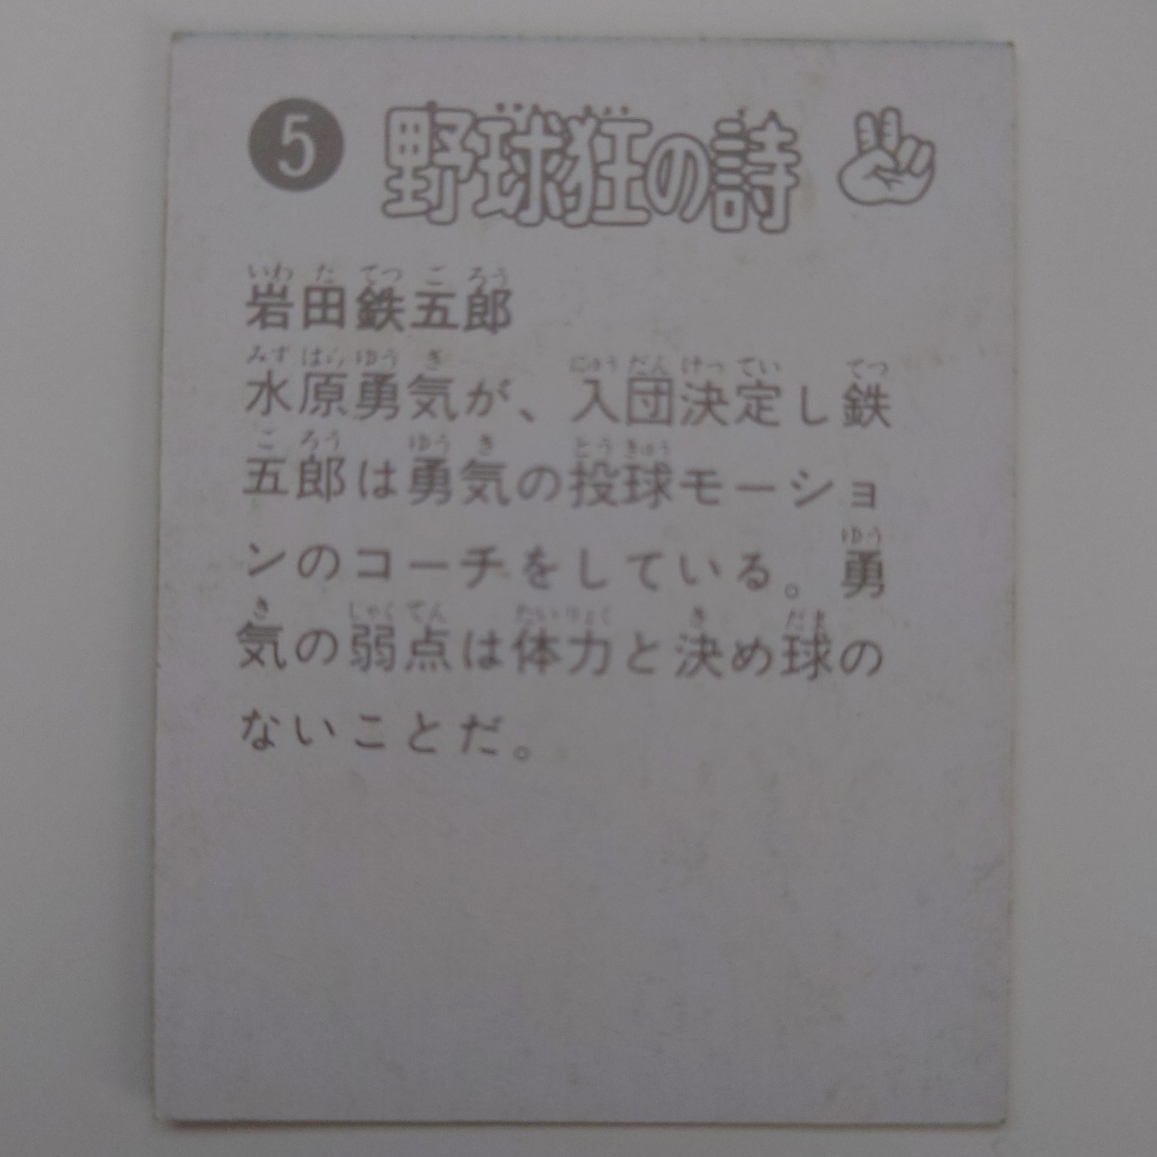 5 野球狂の詩
岩田鉄五郎
水原勇気が、入団決定し鉄
五郎は勇気の投球モーショ
ンのコーチをしている。勇
気の弱点は体力と決め球の
ないことだ。